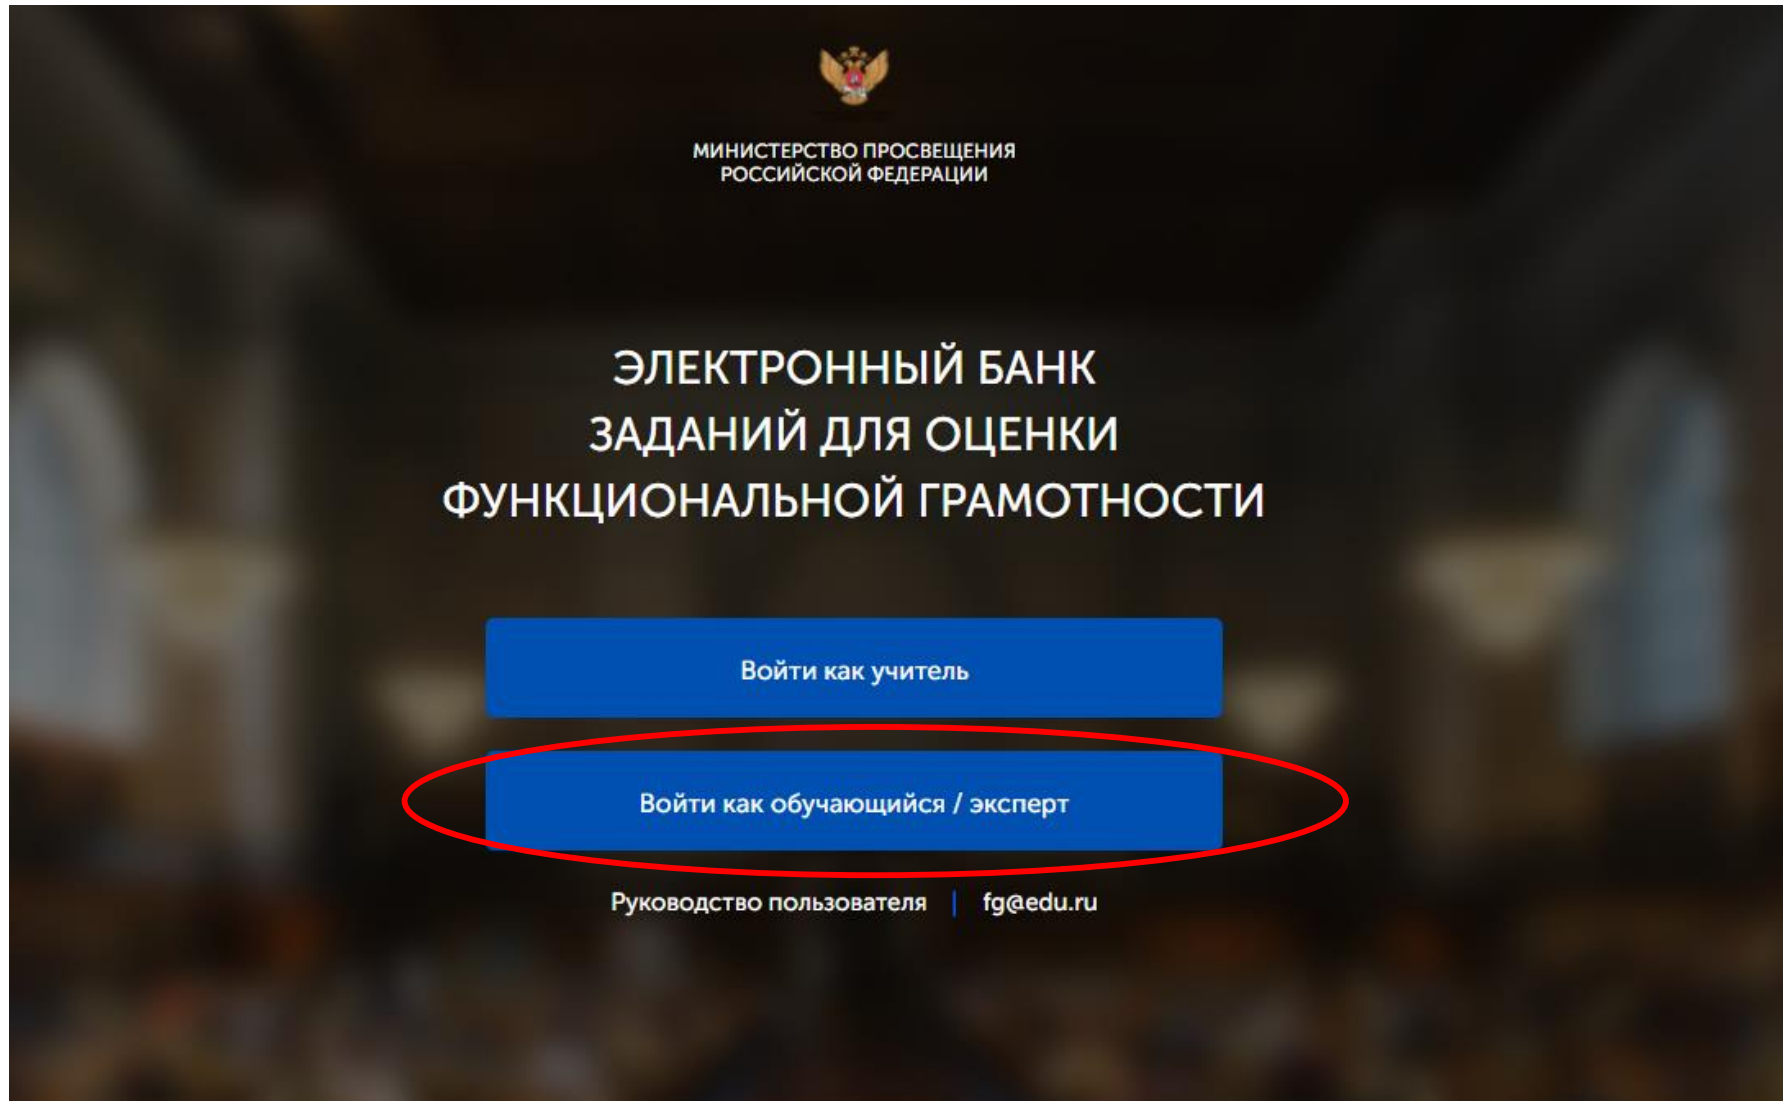 МИНИСТЕРСТВО ПРОСВЕЩЕНИЯ
РОССИЙСКОЙ ФЕДЕРАЦИИ
ЭЛЕКТРОННЫЙ БАНК
ЗАДАНИЙ ДЛЯ ОЦЕНКИ
ФУНКЦИОНАЛЬНОЙ ГРАМОТНОСТИ
Войти как учитель
Войти как обучающийся / эксперт
Руководство пользователя | fg@edu.ru